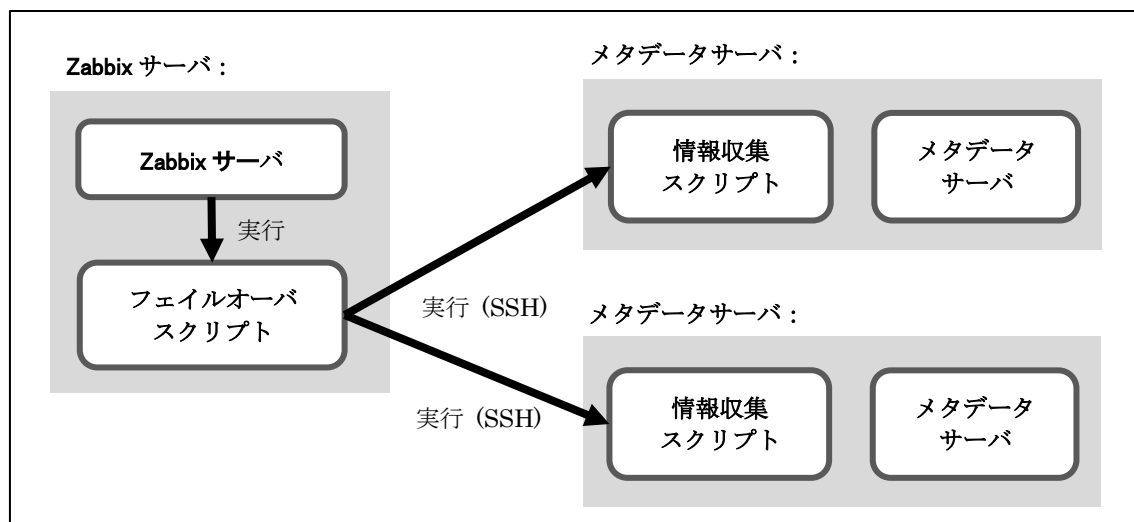 Zabbix サーバ：
Zabbix サーバ
実行
フェイルオーバ
スクリプト
実行 (SSH)
実行 (SSH)
メタデータサーバ：
情報収集
スクリプト
メタデータ
サーバ
メタデータサーバ：
情報収集
スクリプト
メタデータ
サーバ